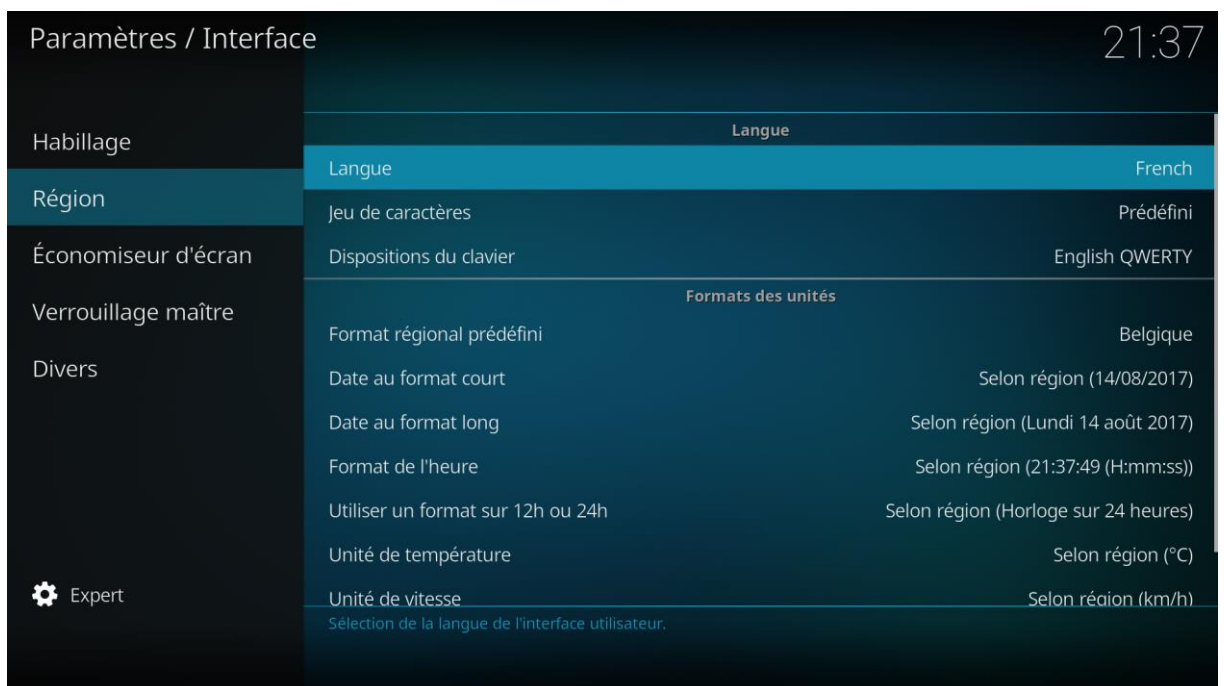 Paramètres / Interface
21:37
Habillage
Région
Économiseur d'écran
Verrouillage maître
Divers
Expert
Langue
Langue French
Jeu de caractères Prédéfini
Dispositions du clavier English QWERTY
Formats des unités
Format régional prédéfini Belgique
Date au format court Selon région (14/08/2017)
Date au format long Selon région (Lundi 14 août 2017)
Format de l'heure Selon région (21:37:49 (H:mm:ss))
Utiliser un format sur 12h ou 24h Selon région (Horloge sur 24 heures)
Unité de température Selon région (°C)
Unité de vitesse Selon région (km/h)
Sélection de la langue de l'interface utilisateur.